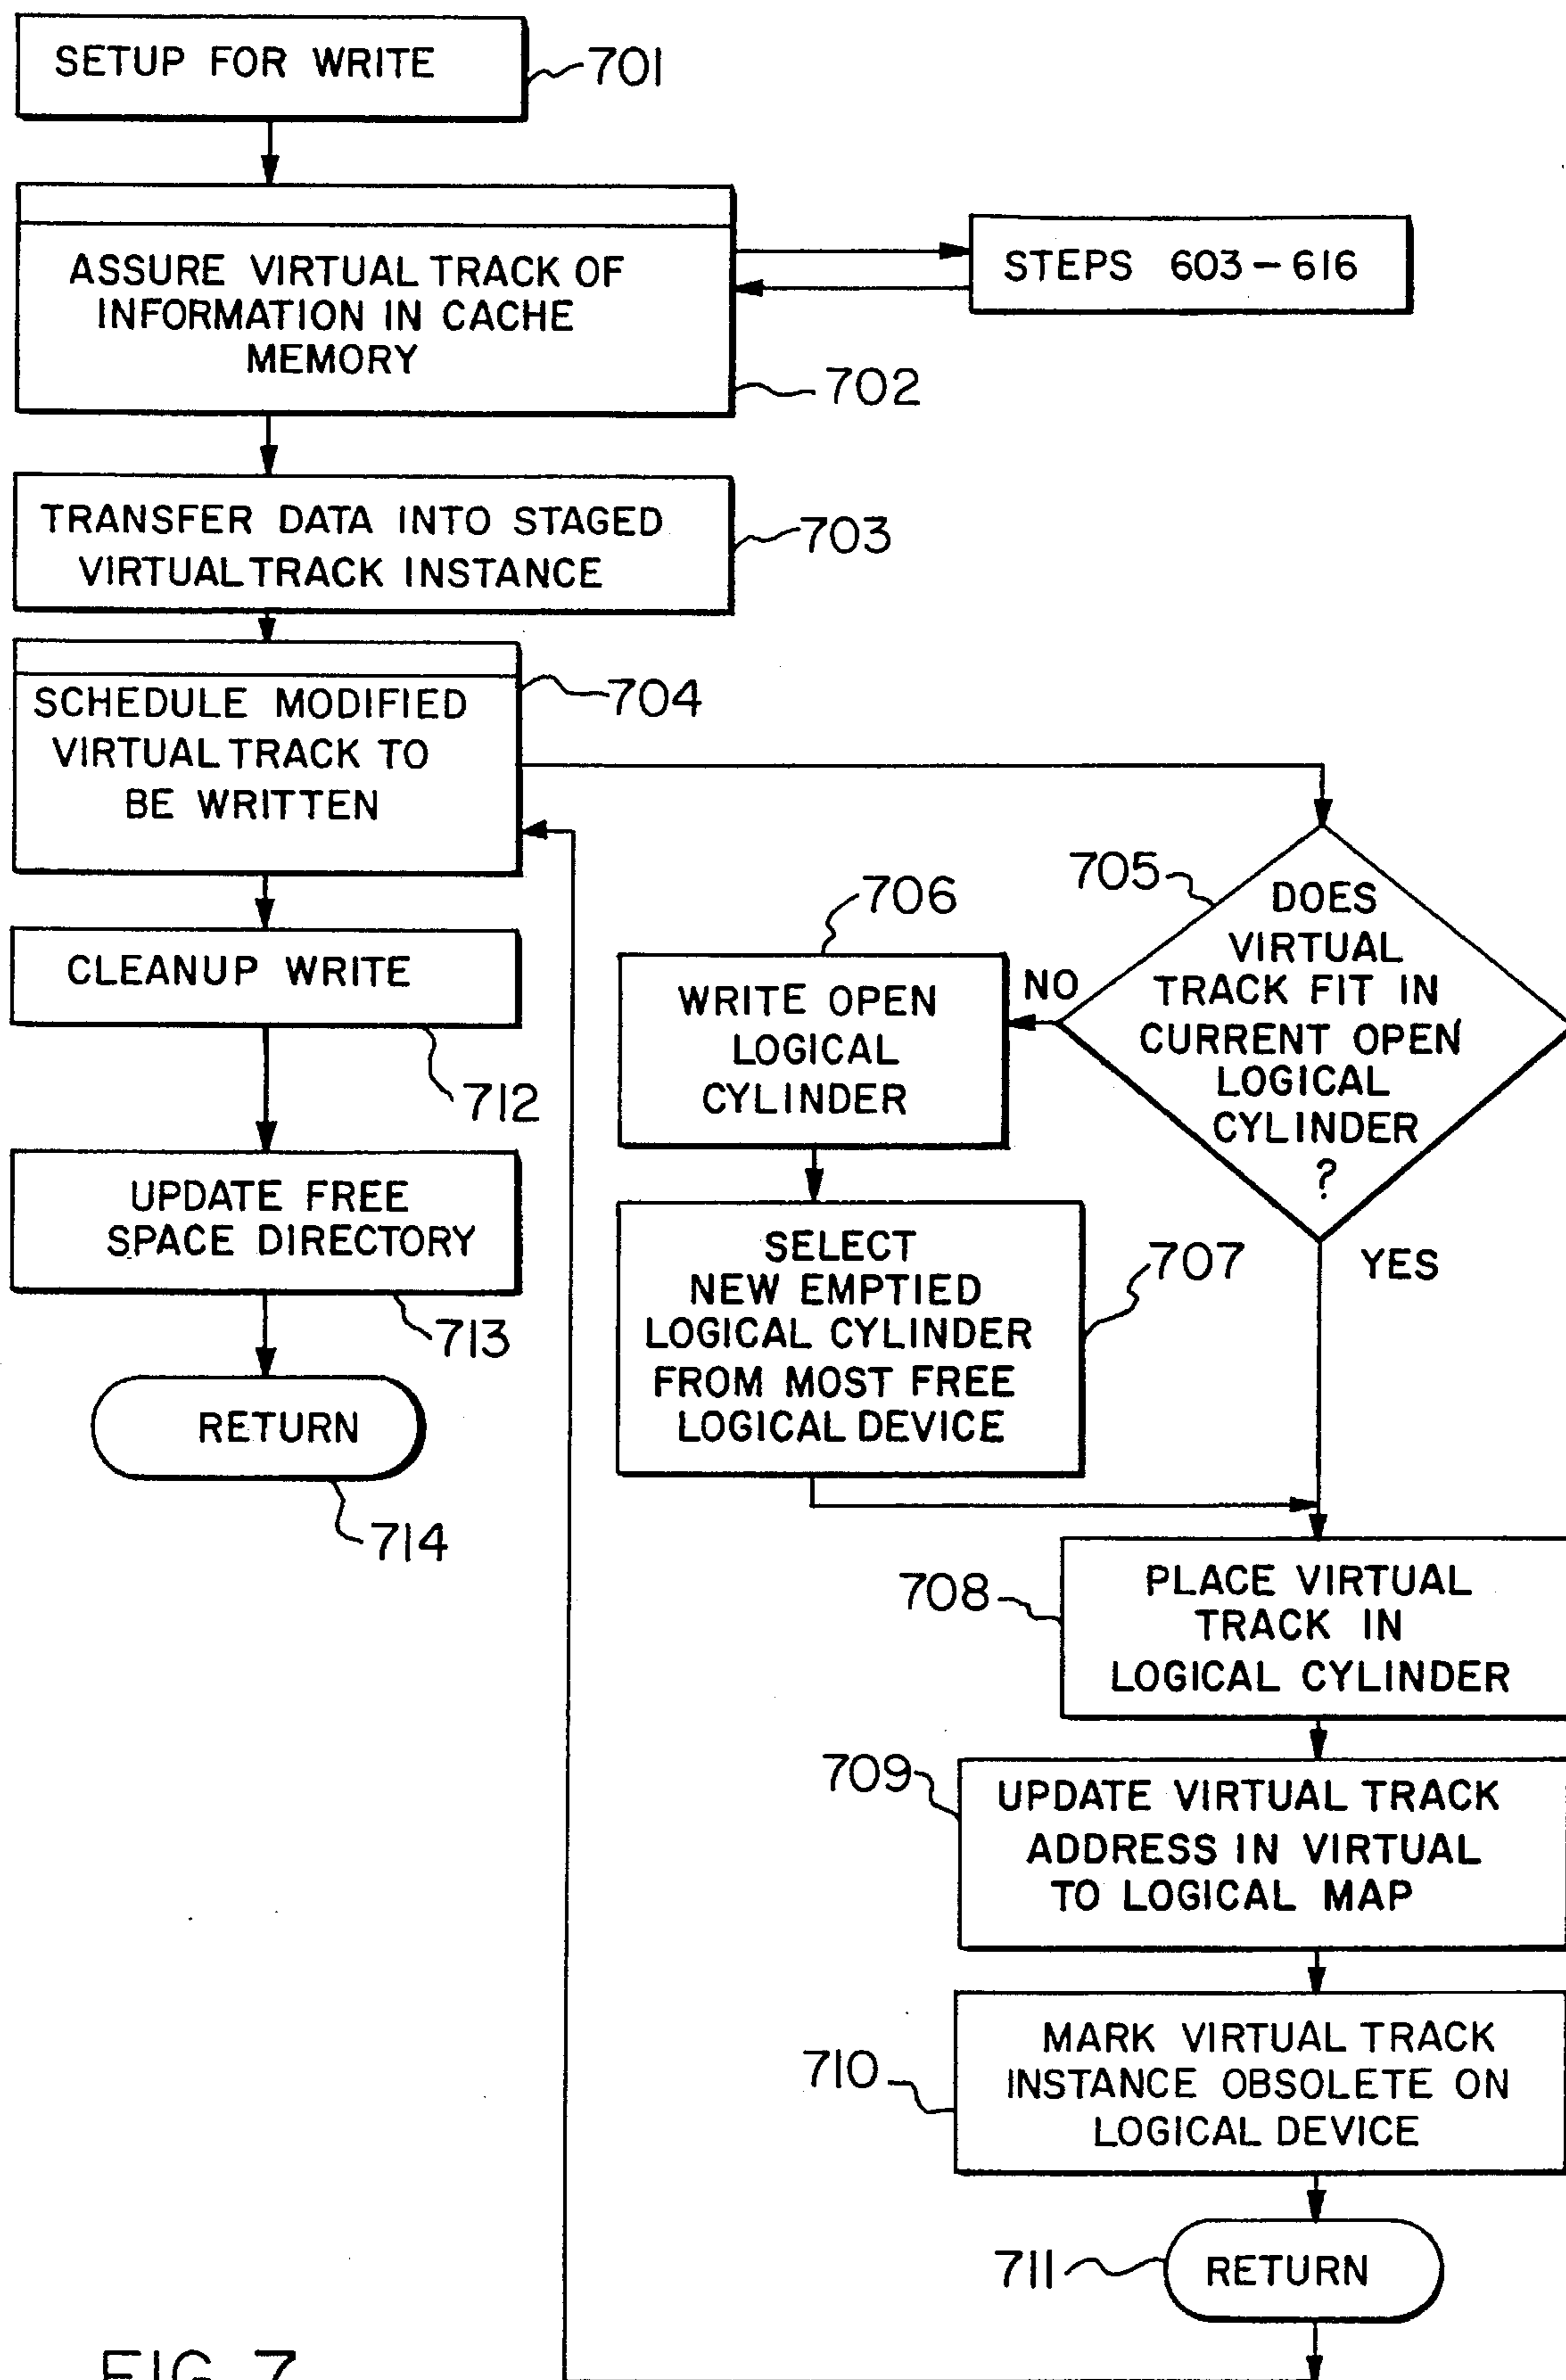 SETUP FOR WRITE
701
ASSURE VIRTUAL TRACK OF
INFORMATION IN CACHE
MEMORY
702
STEPS 603-616
TRANSFER DATA INTO STAGED
VIRTUAL TRACK INSTANCE
703
SCHEDULE MODIFIED
VIRTUAL TRACK TO
BE WRITTEN
704
705
DOES
VIRTUAL
TRACK FIT IN
CURRENT OPEN
LOGICAL
CYLINDER
?
NO
YES
706
WRITE OPEN
LOGICAL
CYLINDER
707
SELECT
NEW EMPTIED
LOGICAL CYLINDER
FROM MOST FREE
LOGICAL DEVICE
708
PLACE VIRTUAL
TRACK IN
LOGICAL CYLINDER
709
UPDATE VIRTUAL TRACK
ADDRESS IN VIRTUAL
TO LOGICAL MAP
710
MARK VIRTUAL TRACK
INSTANCE OBSOLETE ON
LOGICAL DEVICE
711
RETURN
CLEANUP WRITE
712
UPDATE FREE
SPACE DIRECTORY
713
RETURN
714
FIG. 7